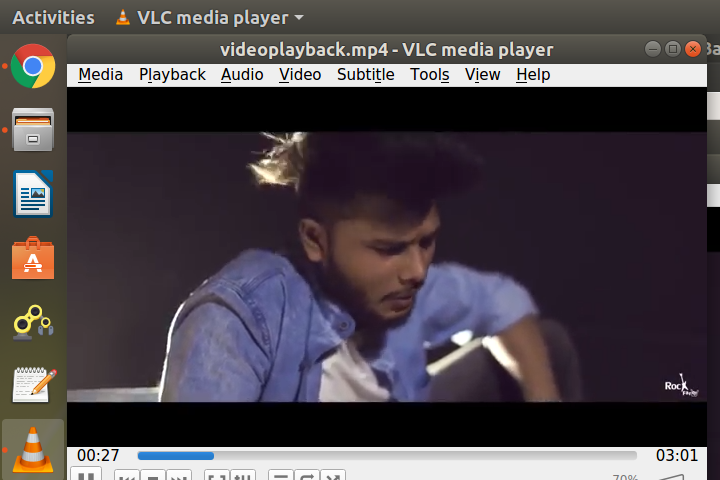 Activities VLC media player
videoplayback.mp4 - VLC media player
Media Playback Audio Video Subtitle Tools View Help
Rock
00:27 03:01
70%